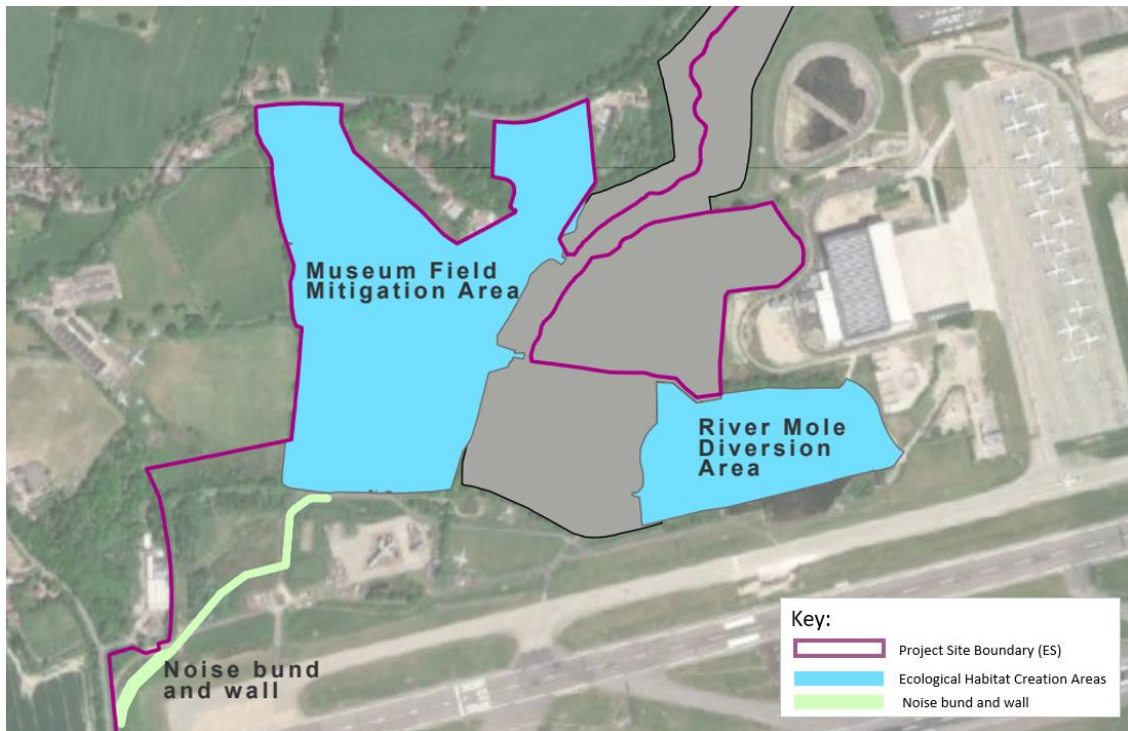 Museum Field
Mitigation Area
River Mole
Diversion
Area
Noise bund
and wall
Key:
Project Site Boundary (ES)
Ecological Habitat Creation Areas
Noise bund and wall